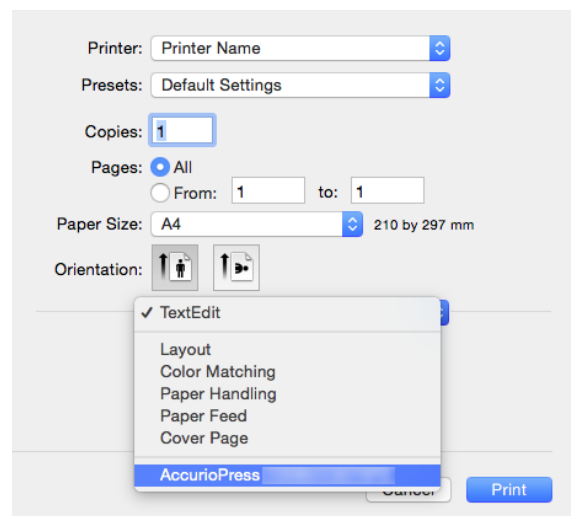 Printer: Printer Name
Presets: Default Settings
Copies: 1
Pages: All
From: 1 to: 1
Paper Size: A4 210 by 297 mm
Orientation:
✓ TextEdit
Layout
Color Matching
Paper Handling
Paper Feed
Cover Page
AccurioPress
Print